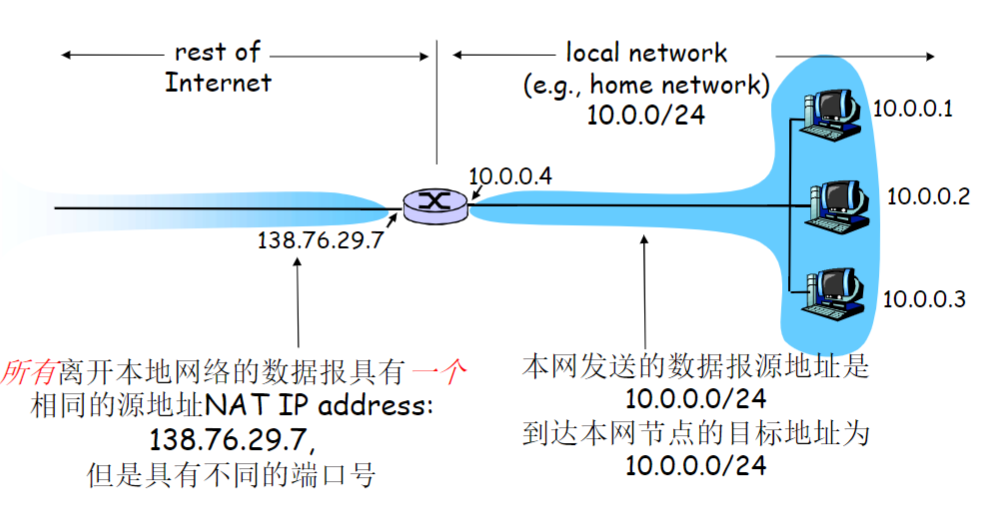 rest of
Internet
local network
(e.g., home network)
10.0.0/24
10.0.0.1
10.0.0.4
10.0.0.2
138.76.29.7
10.0.0.3
所有离开本地网络的数据报具有一个
相同的源地址NAT IP address:
138.76.29.7,
但是具有不同的端口号
本网发送的数据报源地址是
10.0.0.0/24
到达本网节点的目标地址为
10.0.0.0/24